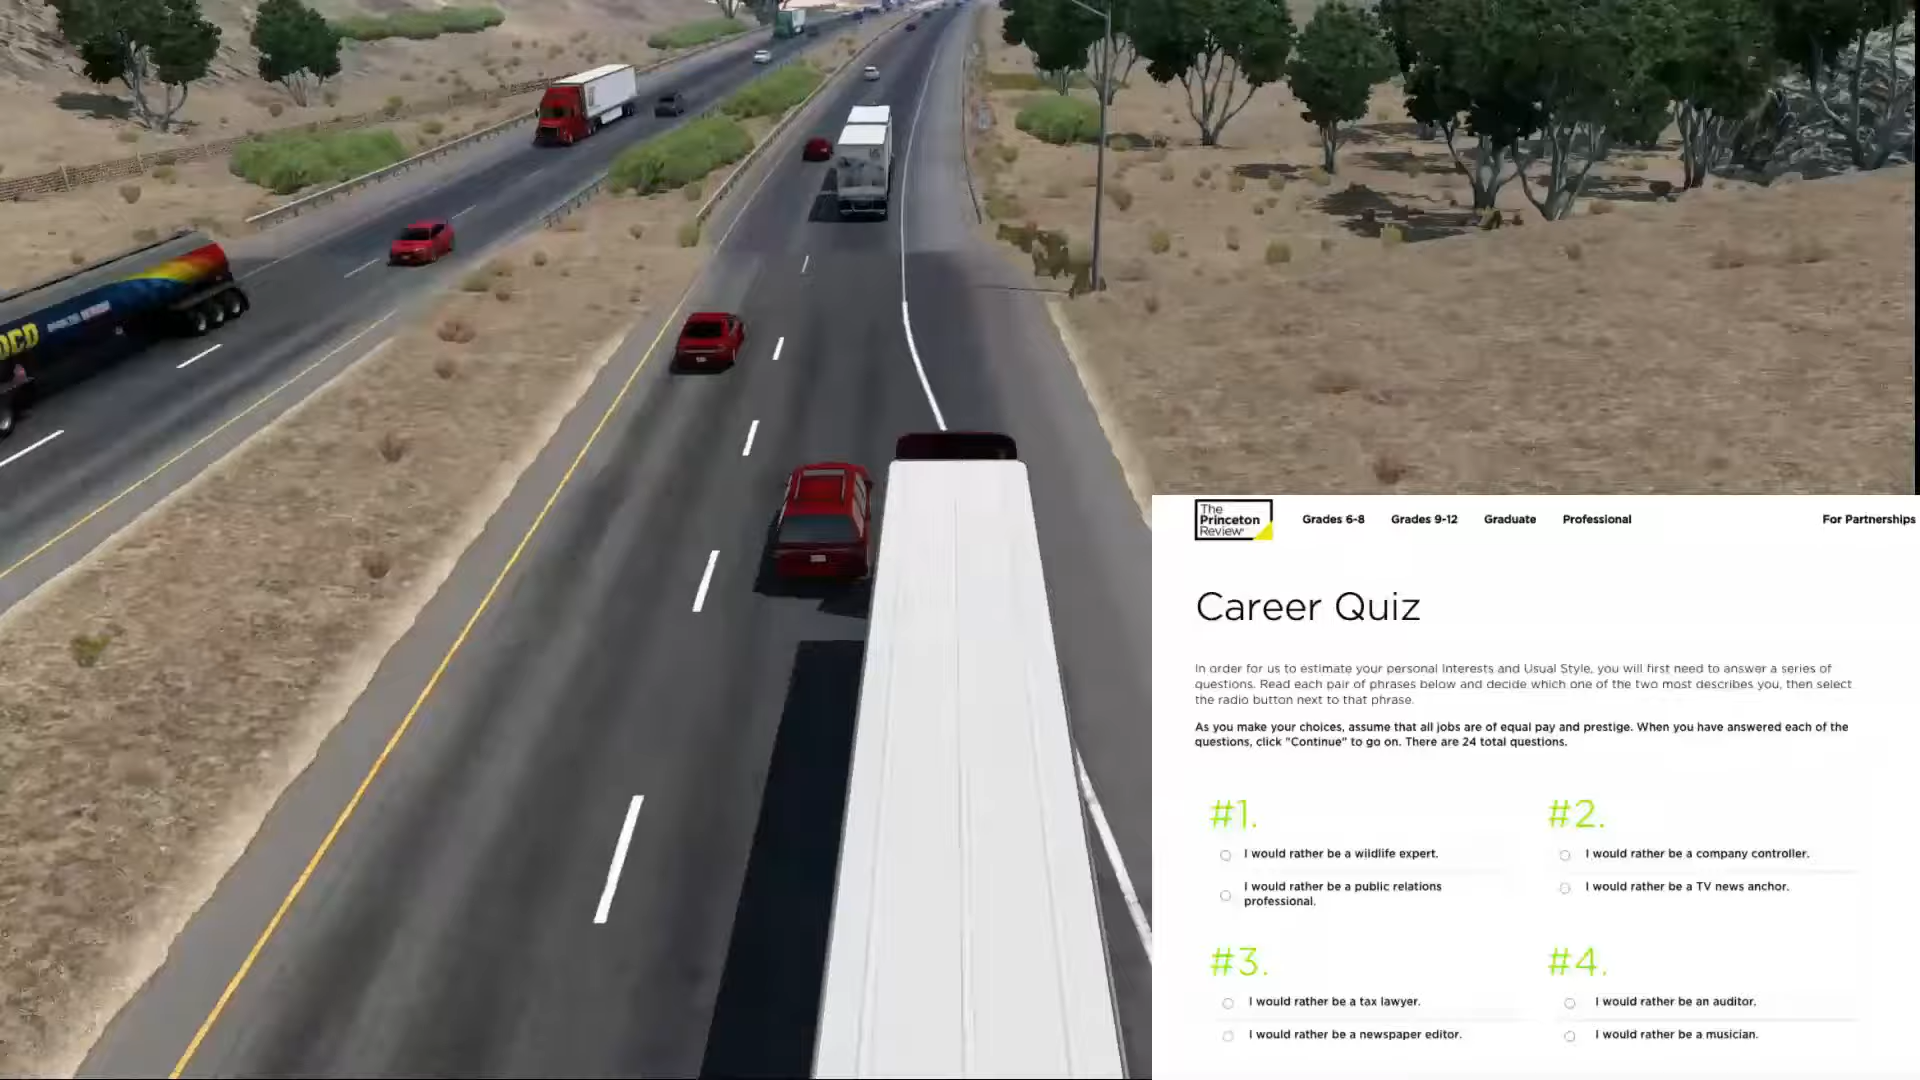 The
Princeton
Review
Grades 6-8
Grades 9-12
Graduate
Professional
For Partnerships
Career Quiz
In order for us to estimate your personal Interests and Usual Style, you will first need to answer a series of
questions. Read each pair of phrases below and decide which one of the two most describes you, then select
the radio button next to that phrase.
As you make your choices, assume that all jobs are of equal pay and prestige. When you have answered each of the
questions, click "Continue" to go on. There are 24 total questions.
#1.
I would rather be a wildlife expert.
I would rather be a public relations
professional.
#2.
I would rather be a company controller.
I would rather be a TV news anchor.
#3.
I would rather be a tax lawyer.
I would rather be a newspaper editor.
#4.
I would rather be an auditor.
I would rather be a musician.